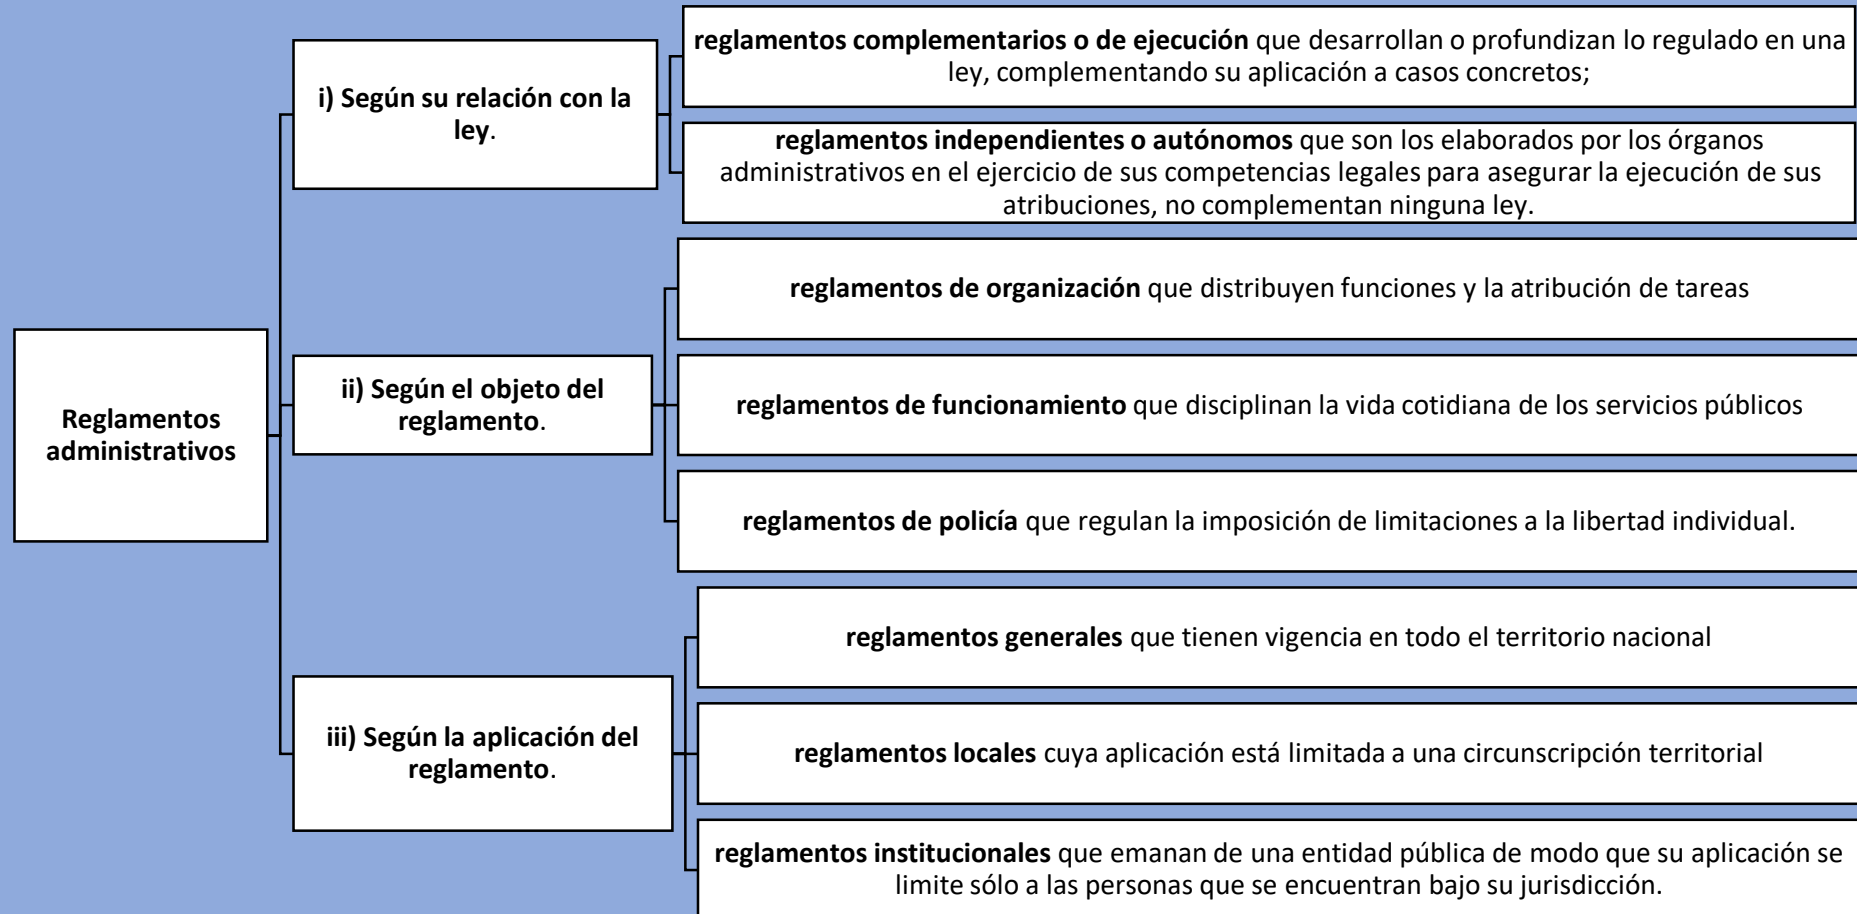 Reglamentos
administrativos
i) Según su relación con la
ley.
reglamentos complementarios o de ejecución que desarrollan o profundizan lo regulado en una
ley, complementando su aplicación a casos concretos;
reglamentos independientes o autónomos que son los elaborados por los órganos
administrativos en el ejercicio de sus competencias legales para asegurar la ejecución de sus
atribuciones, no complementan ninguna ley.
ii) Según el objeto del
reglamento.
reglamentos de organización que distribuyen funciones y la atribución de tareas
reglamentos de funcionamiento que disciplinan la vida cotidiana de los servicios públicos
reglamentos de policía que regulan la imposición de limitaciones a la libertad individual.
iii) Según la aplicación del
reglamento.
reglamentos generales que tienen vigencia en todo el territorio nacional
reglamentos locales cuya aplicación está limitada a una circunscripción territorial
reglamentos institucionales que emanan de una entidad pública de modo que su aplicación se
limite sólo a las personas que se encuentran bajo su jurisdicción.